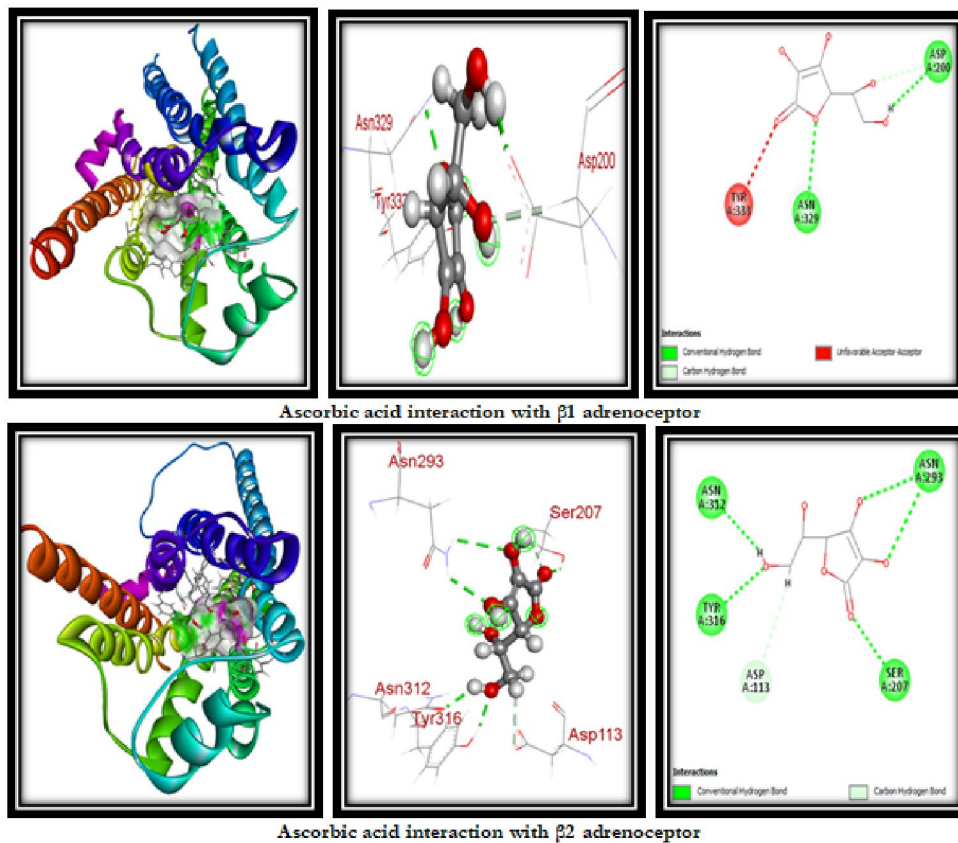 Asn329
Tyr333
Asp200
ASP
A:200
H
TYR
A:333
ASN
A:329
Interactions
Conventional Hydrogen Bond
Unfavorable Acceptor-Acceptor
Carbon Hydrogen Bond
Ascorbic acid interaction with β1 adrenoceptor
Asn293
Ser207
Asn312
Tyr316
Asp113
ASN
A:293
ASN
A:312
H
H
TYR
A:316
ASP
A:113
SER
A:207
Interactions
Conventional Hydrogen Bond
Carbon Hydrogen Bond
Ascorbic acid interaction with β2 adrenoceptor